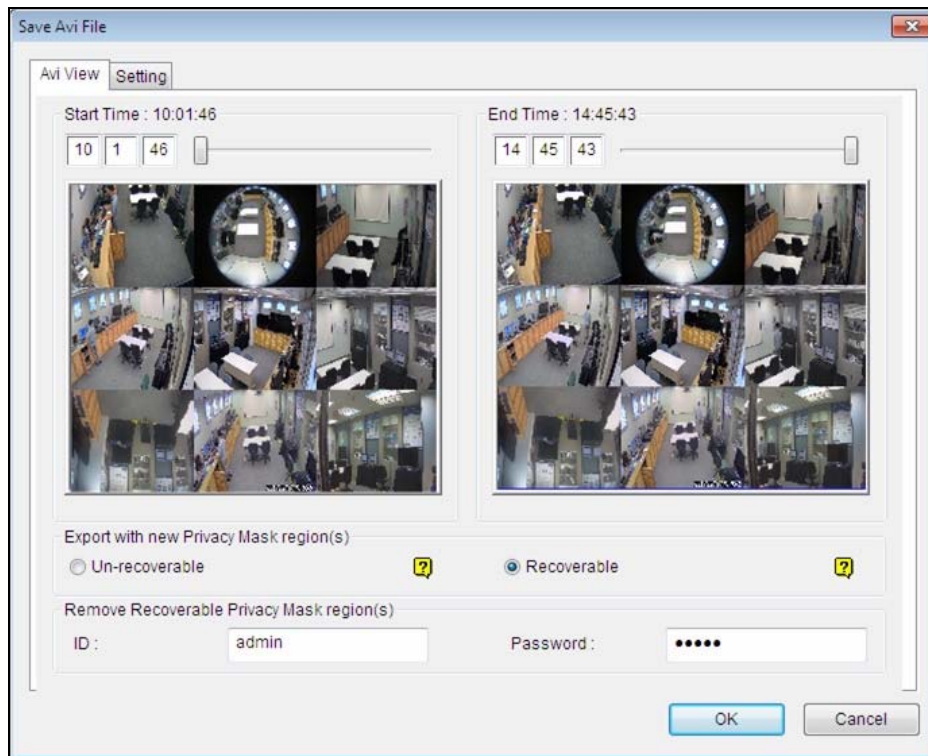 Save Avi File
Avi View
Setting
Start Time : 10:01:46
10 1 46
End Time : 14:45:43
14 45 43
Export with new Privacy Mask region(s)
Un-recoverable
?
Recoverable
?
Remove Recoverable Privacy Mask region(s)
ID :
admin
Password :
•••••
OK
Cancel